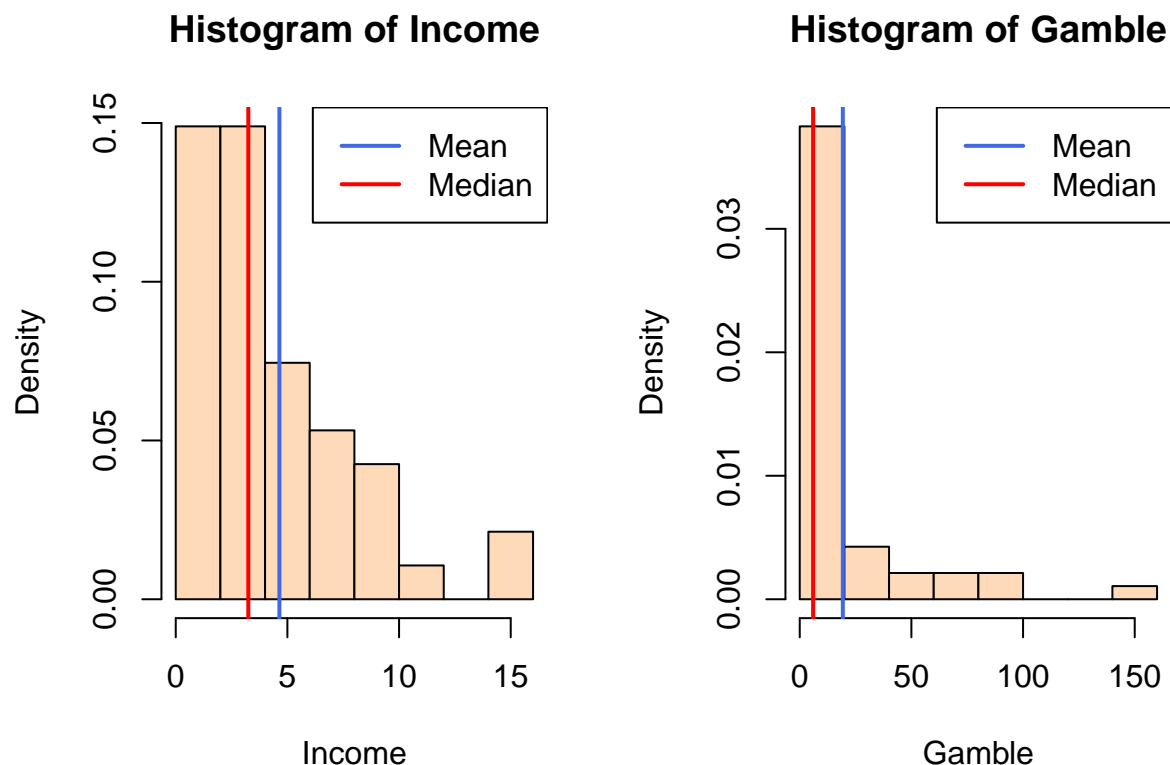 Histogram of Income
Mean
Median
0.15
0.10
0.05
0.00
Density
0 5 10 15
Income
Histogram of Gamble
Mean
Median
0.03
0.02
0.01
0.00
Density
0 50 100 150
Gamble